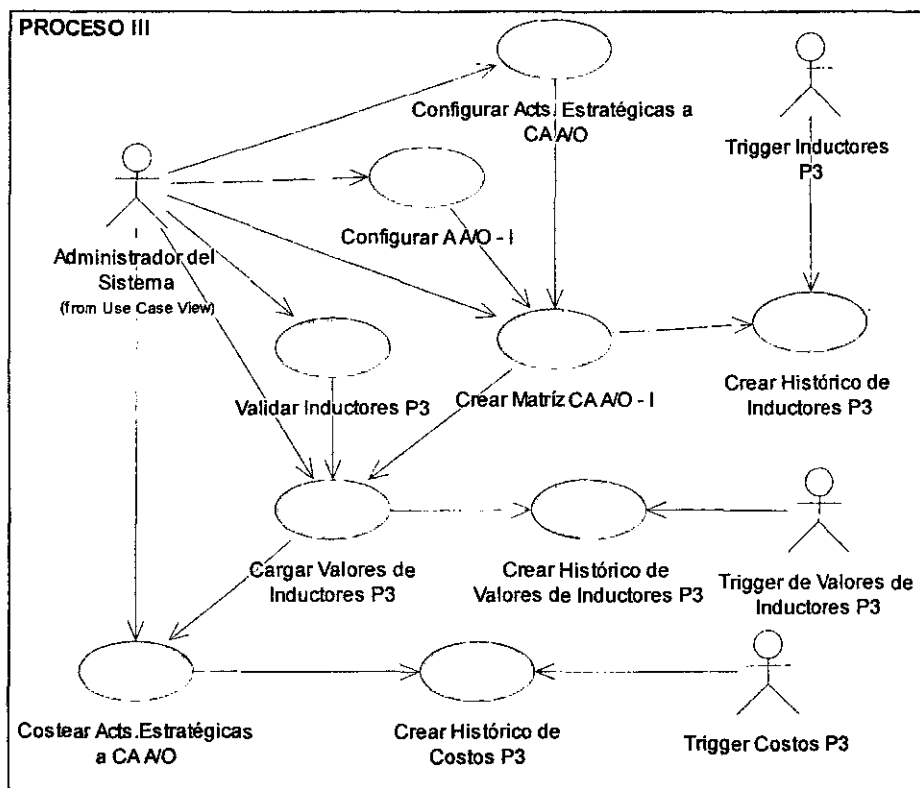 PROCESO III
Configurar Acts. Estratégicas a
CA A/O
Trigger Inductores
P3
Administrador del
Sistema
(from Use Case View)
Configurar A A/O - I
Validar Inductores P3
Crear Matríz CA A/O - I
Crear Histórico de
Inductores P3
Cargar Valores de
Inductores P3
Crear Histórico de
Valores de Inductores P3
Trigger de Valores de
Inductores P3
Costear Acts.Estratégicas
a CA A/O
Crear Histórico de
Costos P3
Trigger Costos P3